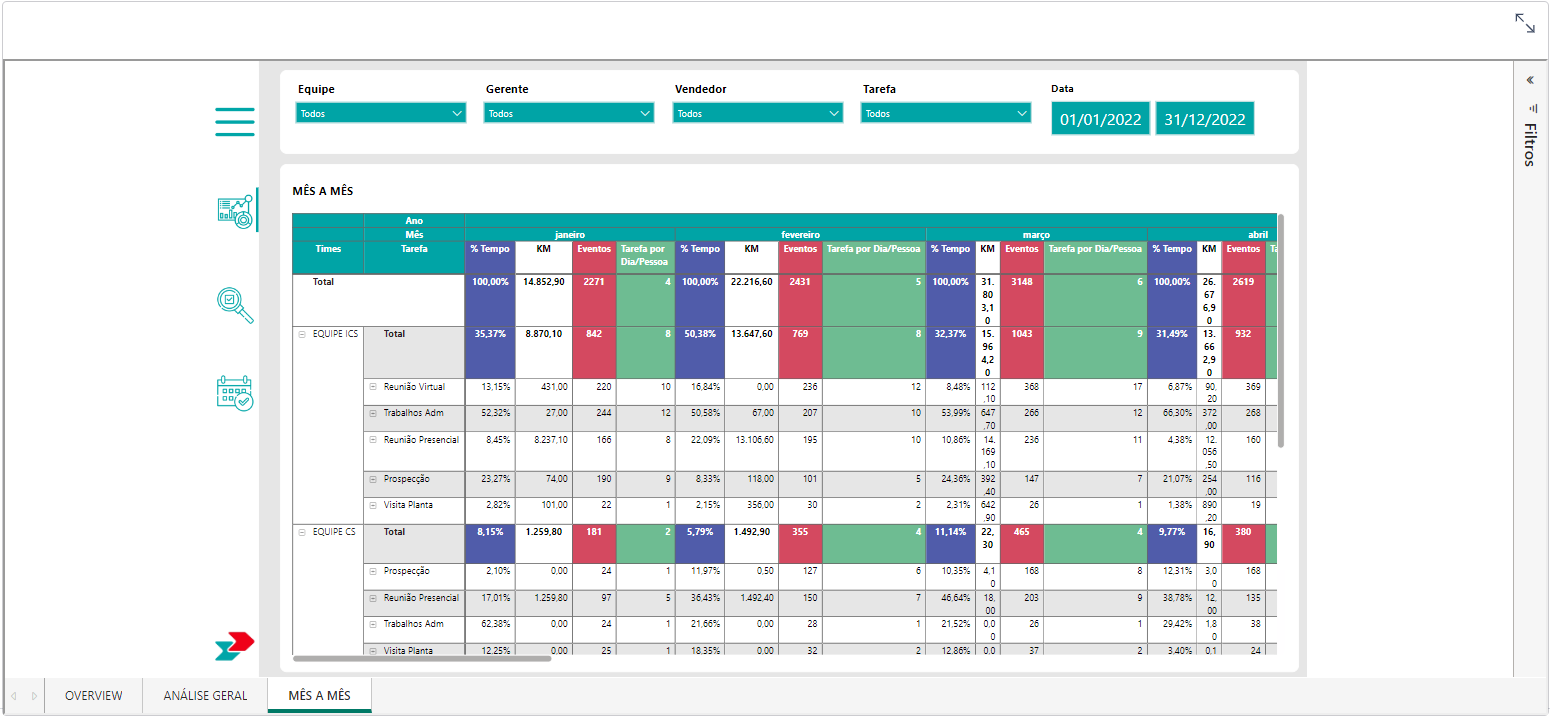 Equipe Gerente Vendedor Tarefa Data
Todos Todos Todos Todos 01/01/2022 31/12/2022
« Filtros
MÊS A MÊS
Ano
Mês janeiro fevereiro março abril
Times Tarefa % Tempo KM Eventos Tarefa por Dia/Pessoa % Tempo KM Eventos Tarefa por Dia/Pessoa % Tempo KM Eventos Tarefa por Dia/Pessoa % Tempo KM Eventos
Total 100,00% 14.852,90 2271 4 100,00% 22.216,60 2431 5 100,00% 31.803,10 3148 6 100,00% 26.676,90 2619
EQUIPE ICS Total 35,37% 8.870,10 842 8 50,38% 13.647,60 769 8 32,37% 15.964,20 1043 9 31,49% 13.662,90 932
Reunião Virtual 13,15% 431,00 220 10 16,84% 0,00 236 12 8,48% 112,10 368 17 6,87% 90,20 369
Trabalhos Adm 52,32% 27,00 244 12 50,58% 67,00 207 10 53,99% 647,70 266 12 66,30% 372,00 268
Reunião Presencial 8,45% 8.237,10 166 8 22,09% 13.106,60 195 10 10,86% 14.169,10 236 11 4,38% 12.056,50 160
Prospecção 23,27% 74,00 190 9 8,33% 118,00 101 5 24,36% 392,40 147 7 21,07% 254,00 116
Visita Planta 2,82% 101,00 22 1 2,15% 356,00 30 2 2,31% 642,90 26 1 1,38% 890,20 19
EQUIPE CS Total 8,15% 1.259,80 181 2 5,79% 1.492,90 355 4 11,14% 22,30 465 4 9,77% 16,90 380
Prospecção 2,10% 0,00 24 1 11,97% 0,50 127 6 10,35% 4,10 168 8 12,31% 3,00 168
Reunião Presencial 17,01% 1.259,80 97 5 36,43% 1.492,40 150 7 46,64% 18,00 203 9 38,78% 12,00 135
Trabalhos Adm 62,38% 0,00 24 1 21,66% 0,00 28 1 21,52% 0,00 26 1 29,42% 1,80 38
Visita Planta 12,25% 0,00 25 1 18,35% 0,00 32 2 12,86% 0,0 37 2 3,40% 0,1 24
OVERVIEW ANÁLISE GERAL MÊS A MÊS